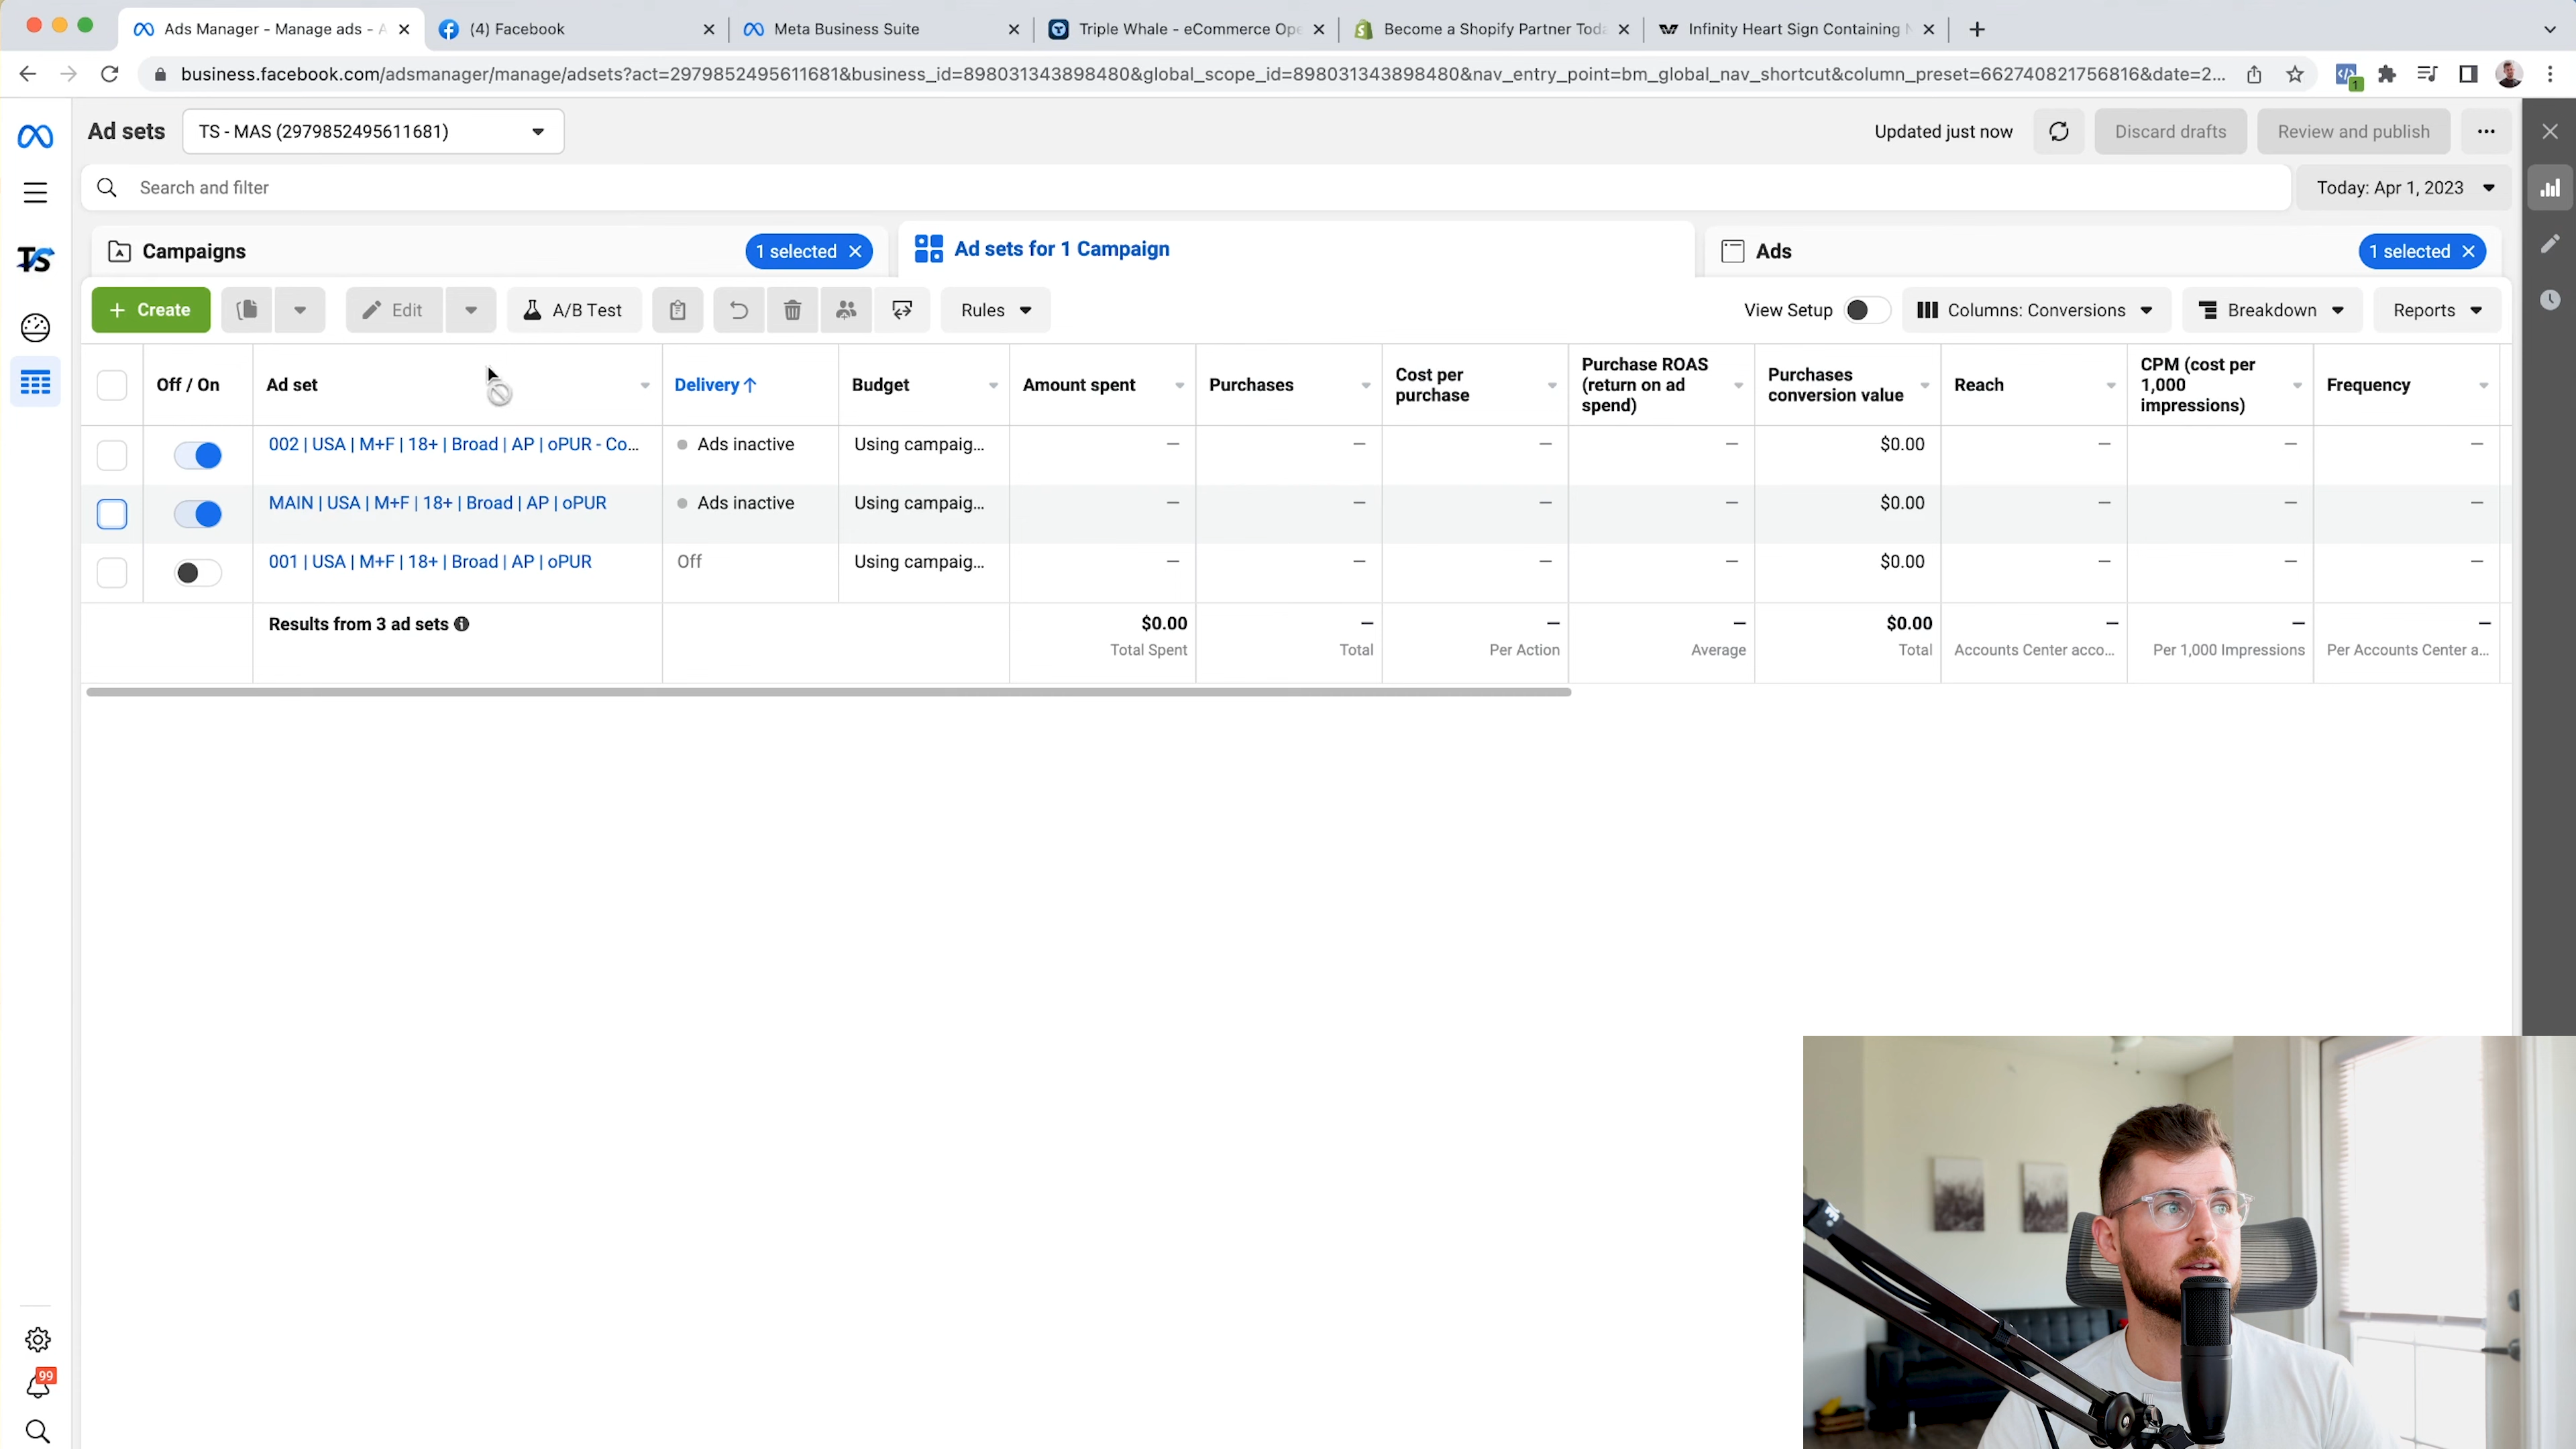 Ads Manager - Manage ads - A
(4) Facebook
Meta Business Suite
Triple Whale - eCommerce Ope
Become a Shopify Partner Toda
Infinity Heart Sign Containing N
business.facebook.com/adsmanager/manage/adsets?act=2979852495611681&business_id=898031343898480&global_scope_id=898031343898480&nav_entry_point=bm_global_nav_shortcut&column_preset=662740821756816&date=2...
1
Ad sets
TS - MAS (2979852495611681)
Updated just now
Discard drafts
Review and publish
Search and filter
Today: Apr 1, 2023
Campaigns
1 selected
Ad sets for 1 Campaign
Ads
1 selected
TS
+ Create
Edit
A/B Test
Rules
View Setup
Columns: Conversions
Breakdown
Reports
Off / On
Ad set
Delivery ↑
Budget
Amount spent
Purchases
Cost per purchase
Purchase ROAS (return on ad spend)
Purchases conversion value
Reach
CPM (cost per 1,000 impressions)
Frequency
002 | USA | M+F | 18+ | Broad | AP | oPUR - Co... Ads inactive Using campaig... — — — — $0.00 — — —
MAIN | USA | M+F | 18+ | Broad | AP | oPUR Ads inactive Using campaig... — — — — $0.00 — — —
001 | USA | M+F | 18+ | Broad | AP | oPUR Off Using campaig... — — — — $0.00 — — —
Results from 3 ad sets $0.00 — — — $0.00 — — —
Total Spent Total Per Action Average Total Accounts Center acco... Per 1,000 Impressions Per Accounts Center a...
99